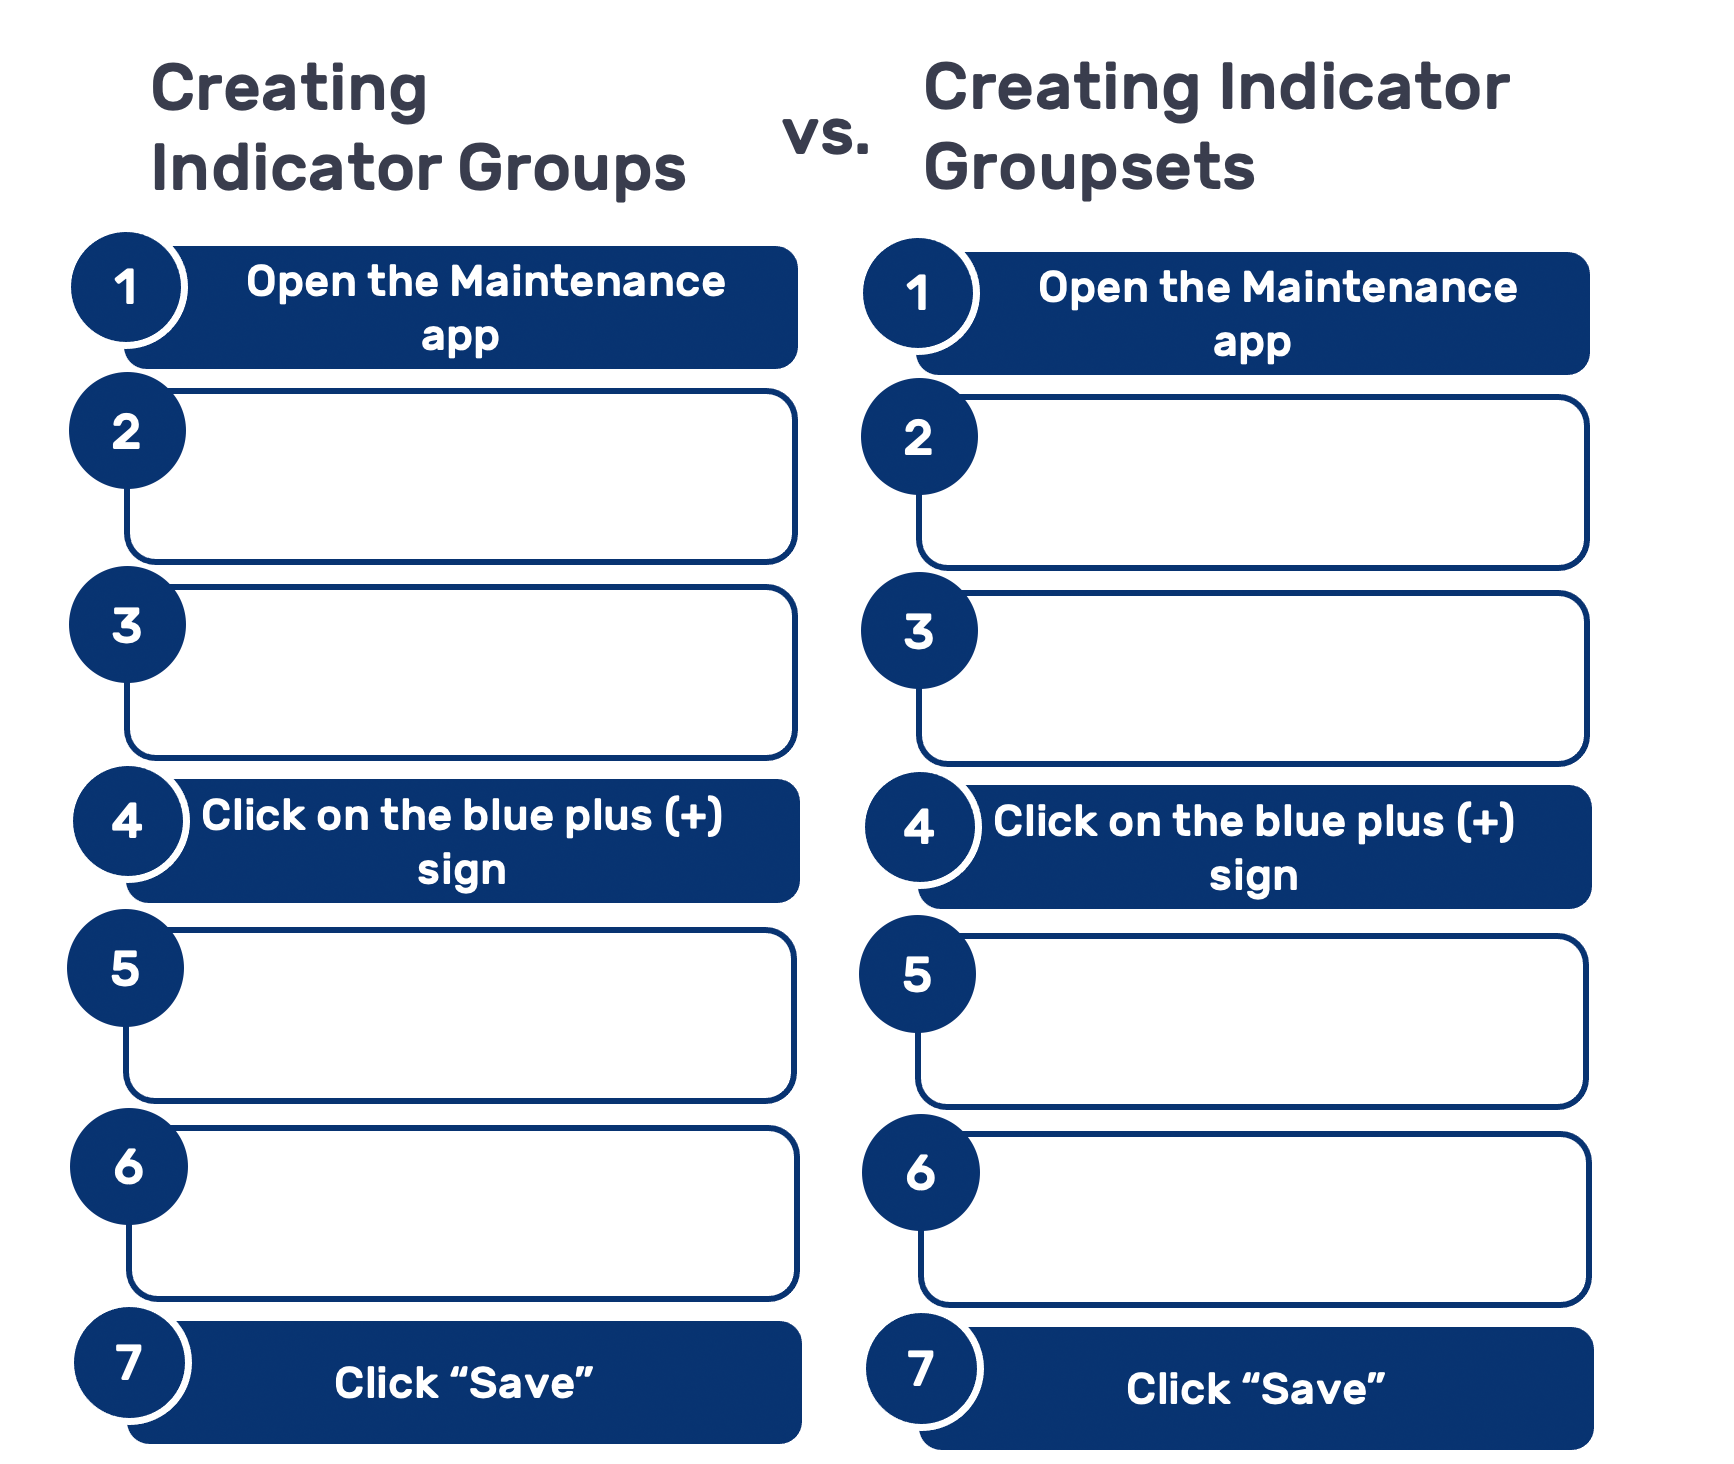 Creating
Indicator Groups
vs.
Creating Indicator
Groupsets
1
Open the Maintenance
app
2
3
4
Click on the blue plus (+)
sign
5
6
7
Click “Save”
1
Open the Maintenance
app
2
3
4
Click on the blue plus (+)
sign
5
6
7
Click “Save”